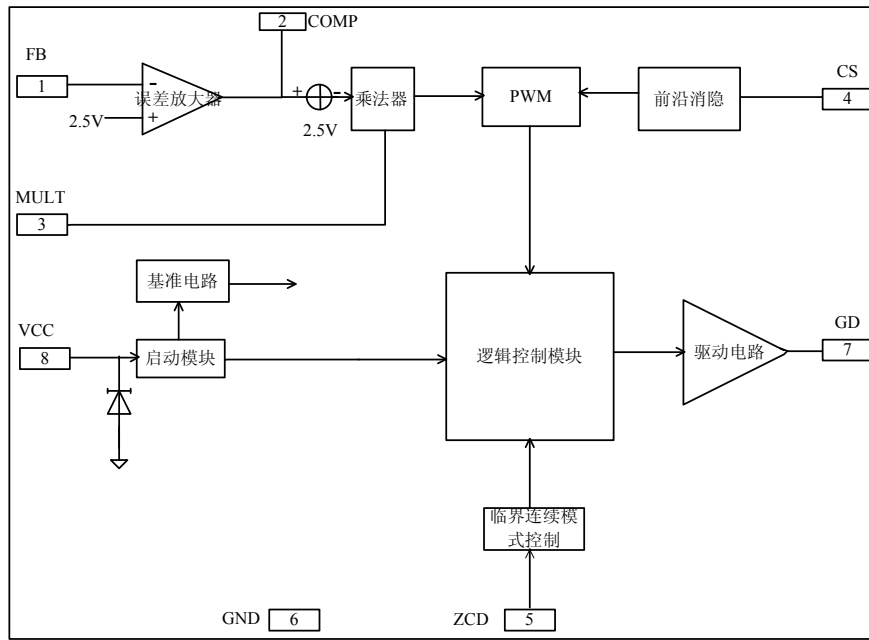 2 COMP
FB
1
2.5V
-
+
误差放大器
+ -
2.5V
乘法器
PWM
前沿消隐
CS
4
MULT
3
基准电路
VCC
8
启动模块
逻辑控制模块
驱动电路
GD
7
临界连续模
式控制
GND 6
ZCD 5